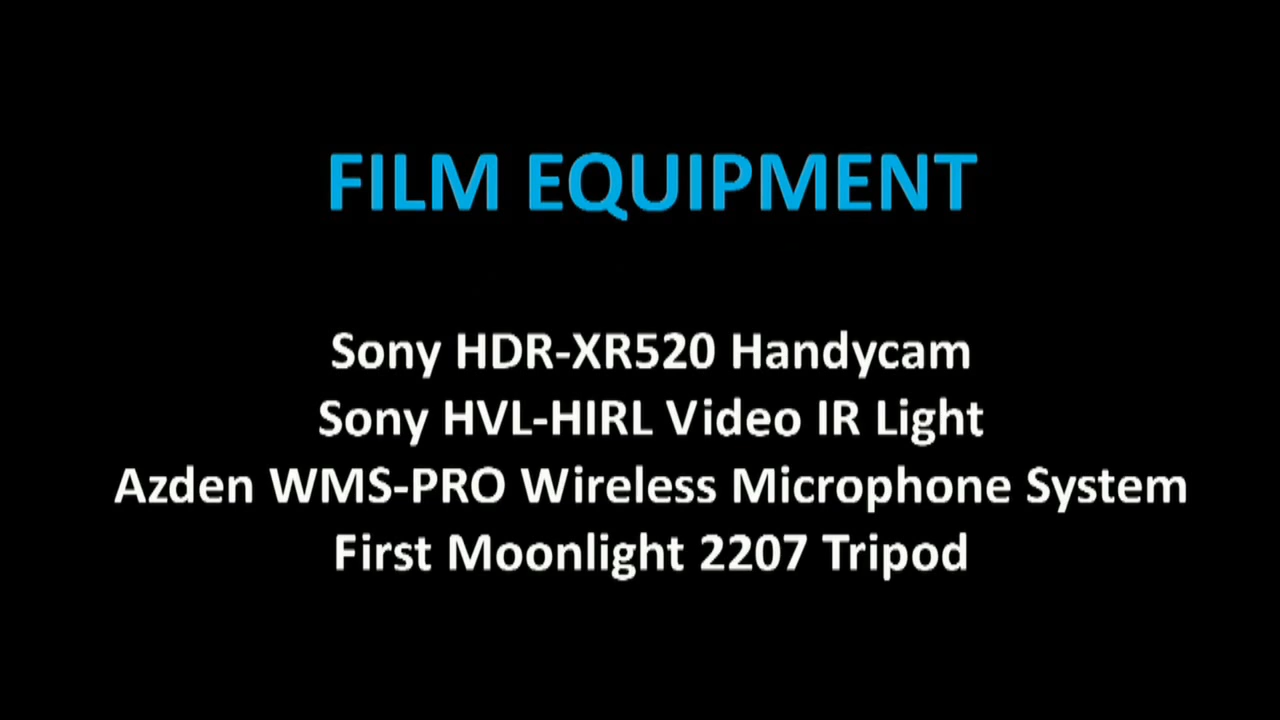 FILM EQUIPMENT
Sony HDR-XR520 Handycam
Sony HVL-HIRL Video IR Light
Azden WMS-PRO Wireless Microphone System
First Moonlight 2207 Tripod